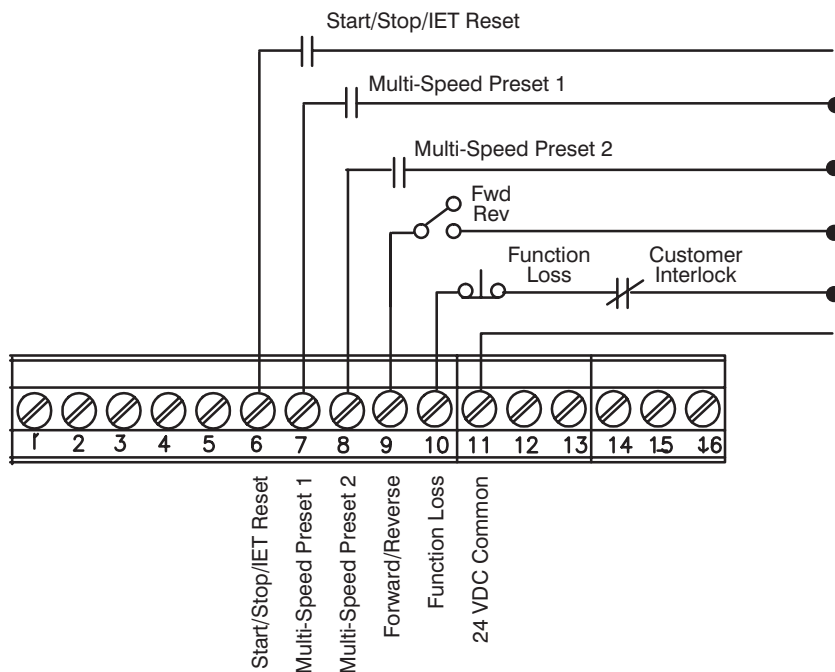 Start/Stop/IET Reset
Multi-Speed Preset 1
Multi-Speed Preset 2
Fwd
Rev
Function
Loss
Customer
Interlock
1 2 3 4 5 6 7 8 9 10 11 12 13 14 15 16
Start/Stop/IET Reset
Multi-Speed Preset 1
Multi-Speed Preset 2
Forward/Reverse
Function Loss
24 VDC Common